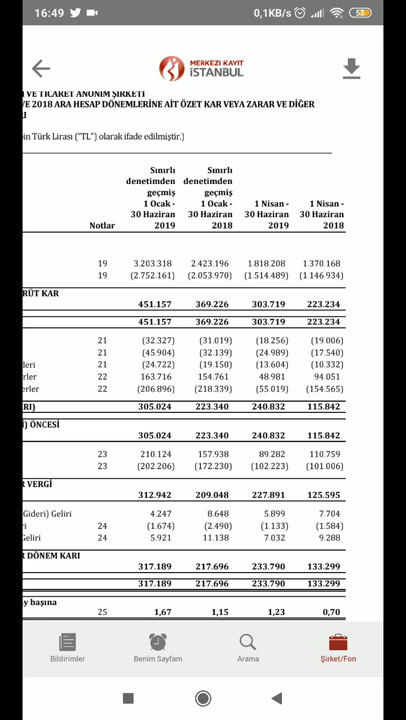 16:49
0,1KB/s
53
MERKEZİ KAYIT
İSTANBUL
I VE TİCARET ANONİM ŞİRKETİ
VE 2018 ARA HESAP DÖNEMLERİNE AİT ÖZET KAR VEYA ZARAR VE DİĞER
I
bin Türk Lirası ("TL") olarak ifade edilmiştir.)
Sınırlı Sınırlı
denetimden denetimden
geçmiş geçmiş
1 Ocak - 1 Ocak - 1 Nisan - 1 Nisan -
30 Haziran 30 Haziran 30 Haziran 30 Haziran
Notlar 2019 2018 2019 2018
19 3.203.318 2.423.196 1.818.208 1.370.168
19 (2.752.161) (2.053.970) (1.514.489) (1.146.934)
RÜT KAR
451.157 369.226 303.719 223.234
451.157 369.226 303.719 223.234
21 (32.327) (31.019) (18.256) (19.006)
21 (45.904) (32.139) (24.989) (17.540)
leri 21 (24.722) (19.150) (13.604) (10.332)
rler 22 163.716 154.761 48.981 94.051
erler 22 (206.896) (218.339) (55.019) (154.565)
RI) 305.024 223.340 240.832 115.842
I) ÖNCESİ
305.024 223.340 240.832 115.842
23 210.124 157.938 89.282 110.759
23 (202.206) (172.230) (102.223) (101.006)
R VERGİ
312.942 209.048 227.891 125.595
(Gideri) Geliri 4.247 8.648 5.899 7.704
ri 24 (1.674) (2.490) (1.133) (1.584)
Geliri 24 5.921 11.138 7.032 9.288
R DÖNEM KARI
317.189 217.696 233.790 133.299
317.189 217.696 233.790 133.299
ay başına
25 1,67 1,15 1,23 0,70
Bildirimler Benim Sayfam Arama Şirket/Fon